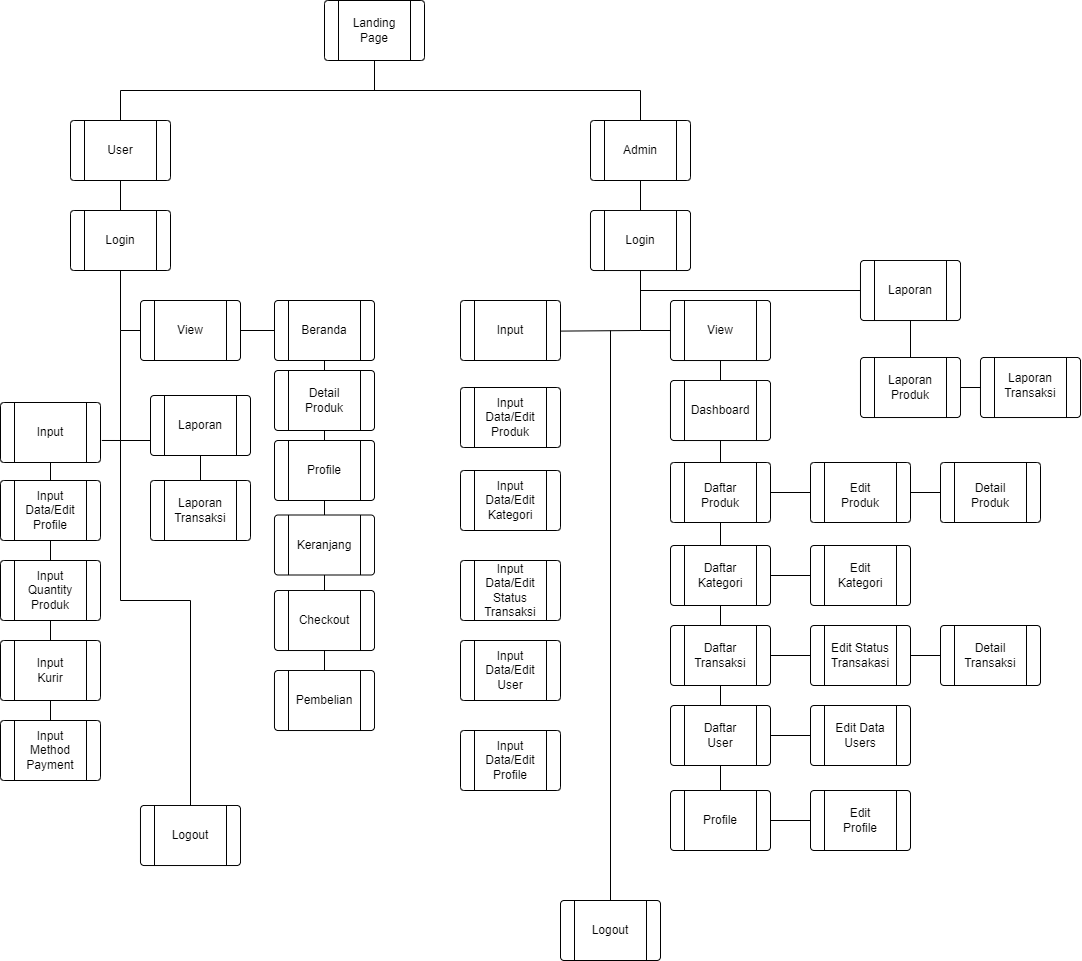 Landing
Page
User
Admin
Login
Login
Laporan
View
Beranda
Input
View
Detail
Produk
Laporan
Produk
Laporan
Transaksi
Dashboard
Input
Data/Edit
Produk
Input
Laporan
Profile
Input
Data/Edit
Profile
Laporan
Transaksi
Input
Data/Edit
Kategori
Daftar
Produk
Edit
Produk
Detail
Produk
Keranjang
Input
Quantity
Produk
Checkout
Input
Data/Edit
Status
Transaksi
Daftar
Kategori
Edit
Kategori
Input
Kurir
Pembelian
Input
Data/Edit
User
Daftar
Transaksi
Edit Status
Transakasi
Detail
Transaksi
Input
Method
Payment
Input
Data/Edit
Profile
Daftar
User
Edit Data
Users
Logout
Profile
Edit
Profile
Logout